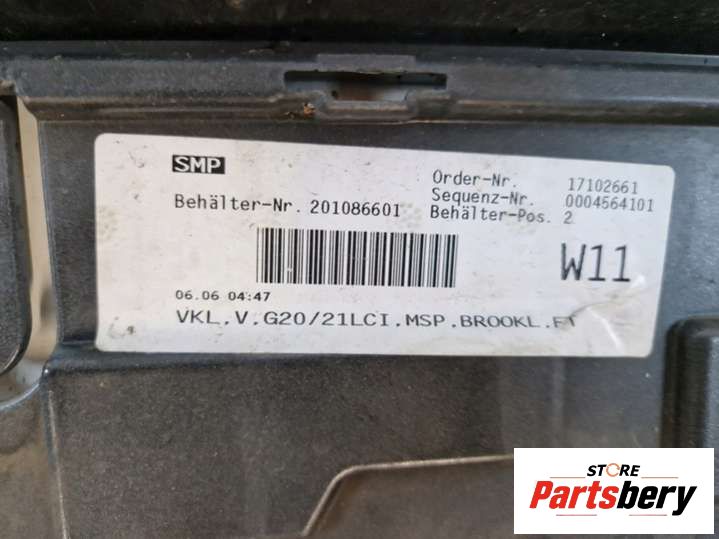 SMP
Order-Nr. 17102661
Sequenz-Nr. 0004564101
Behälter-Nr. 201086601 Behälter-Pos. 2
W11
06.06 04:47
VKL.V.G20/21LCI.MSP.BROOKL.
STORE
Partsbery